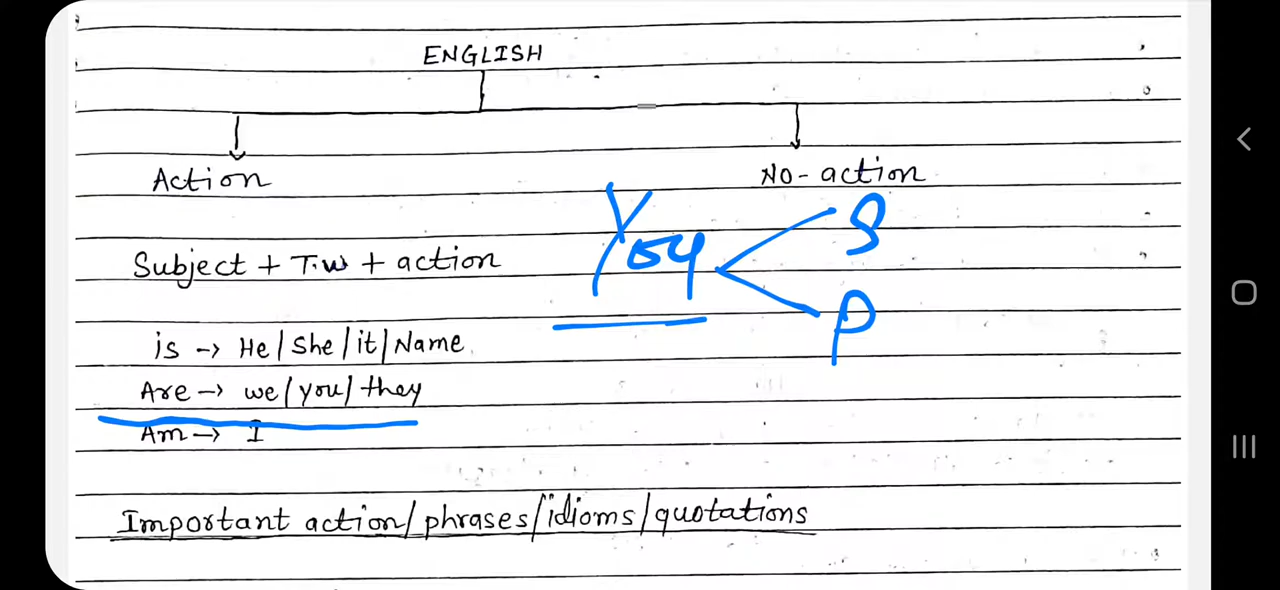 ENGLISH
Action
No-action
Subject + T.W + action
You
S
P
is → He/She/it/Name
Are → we/you/they
Am → I
Important action/phrases/idioms/quotations